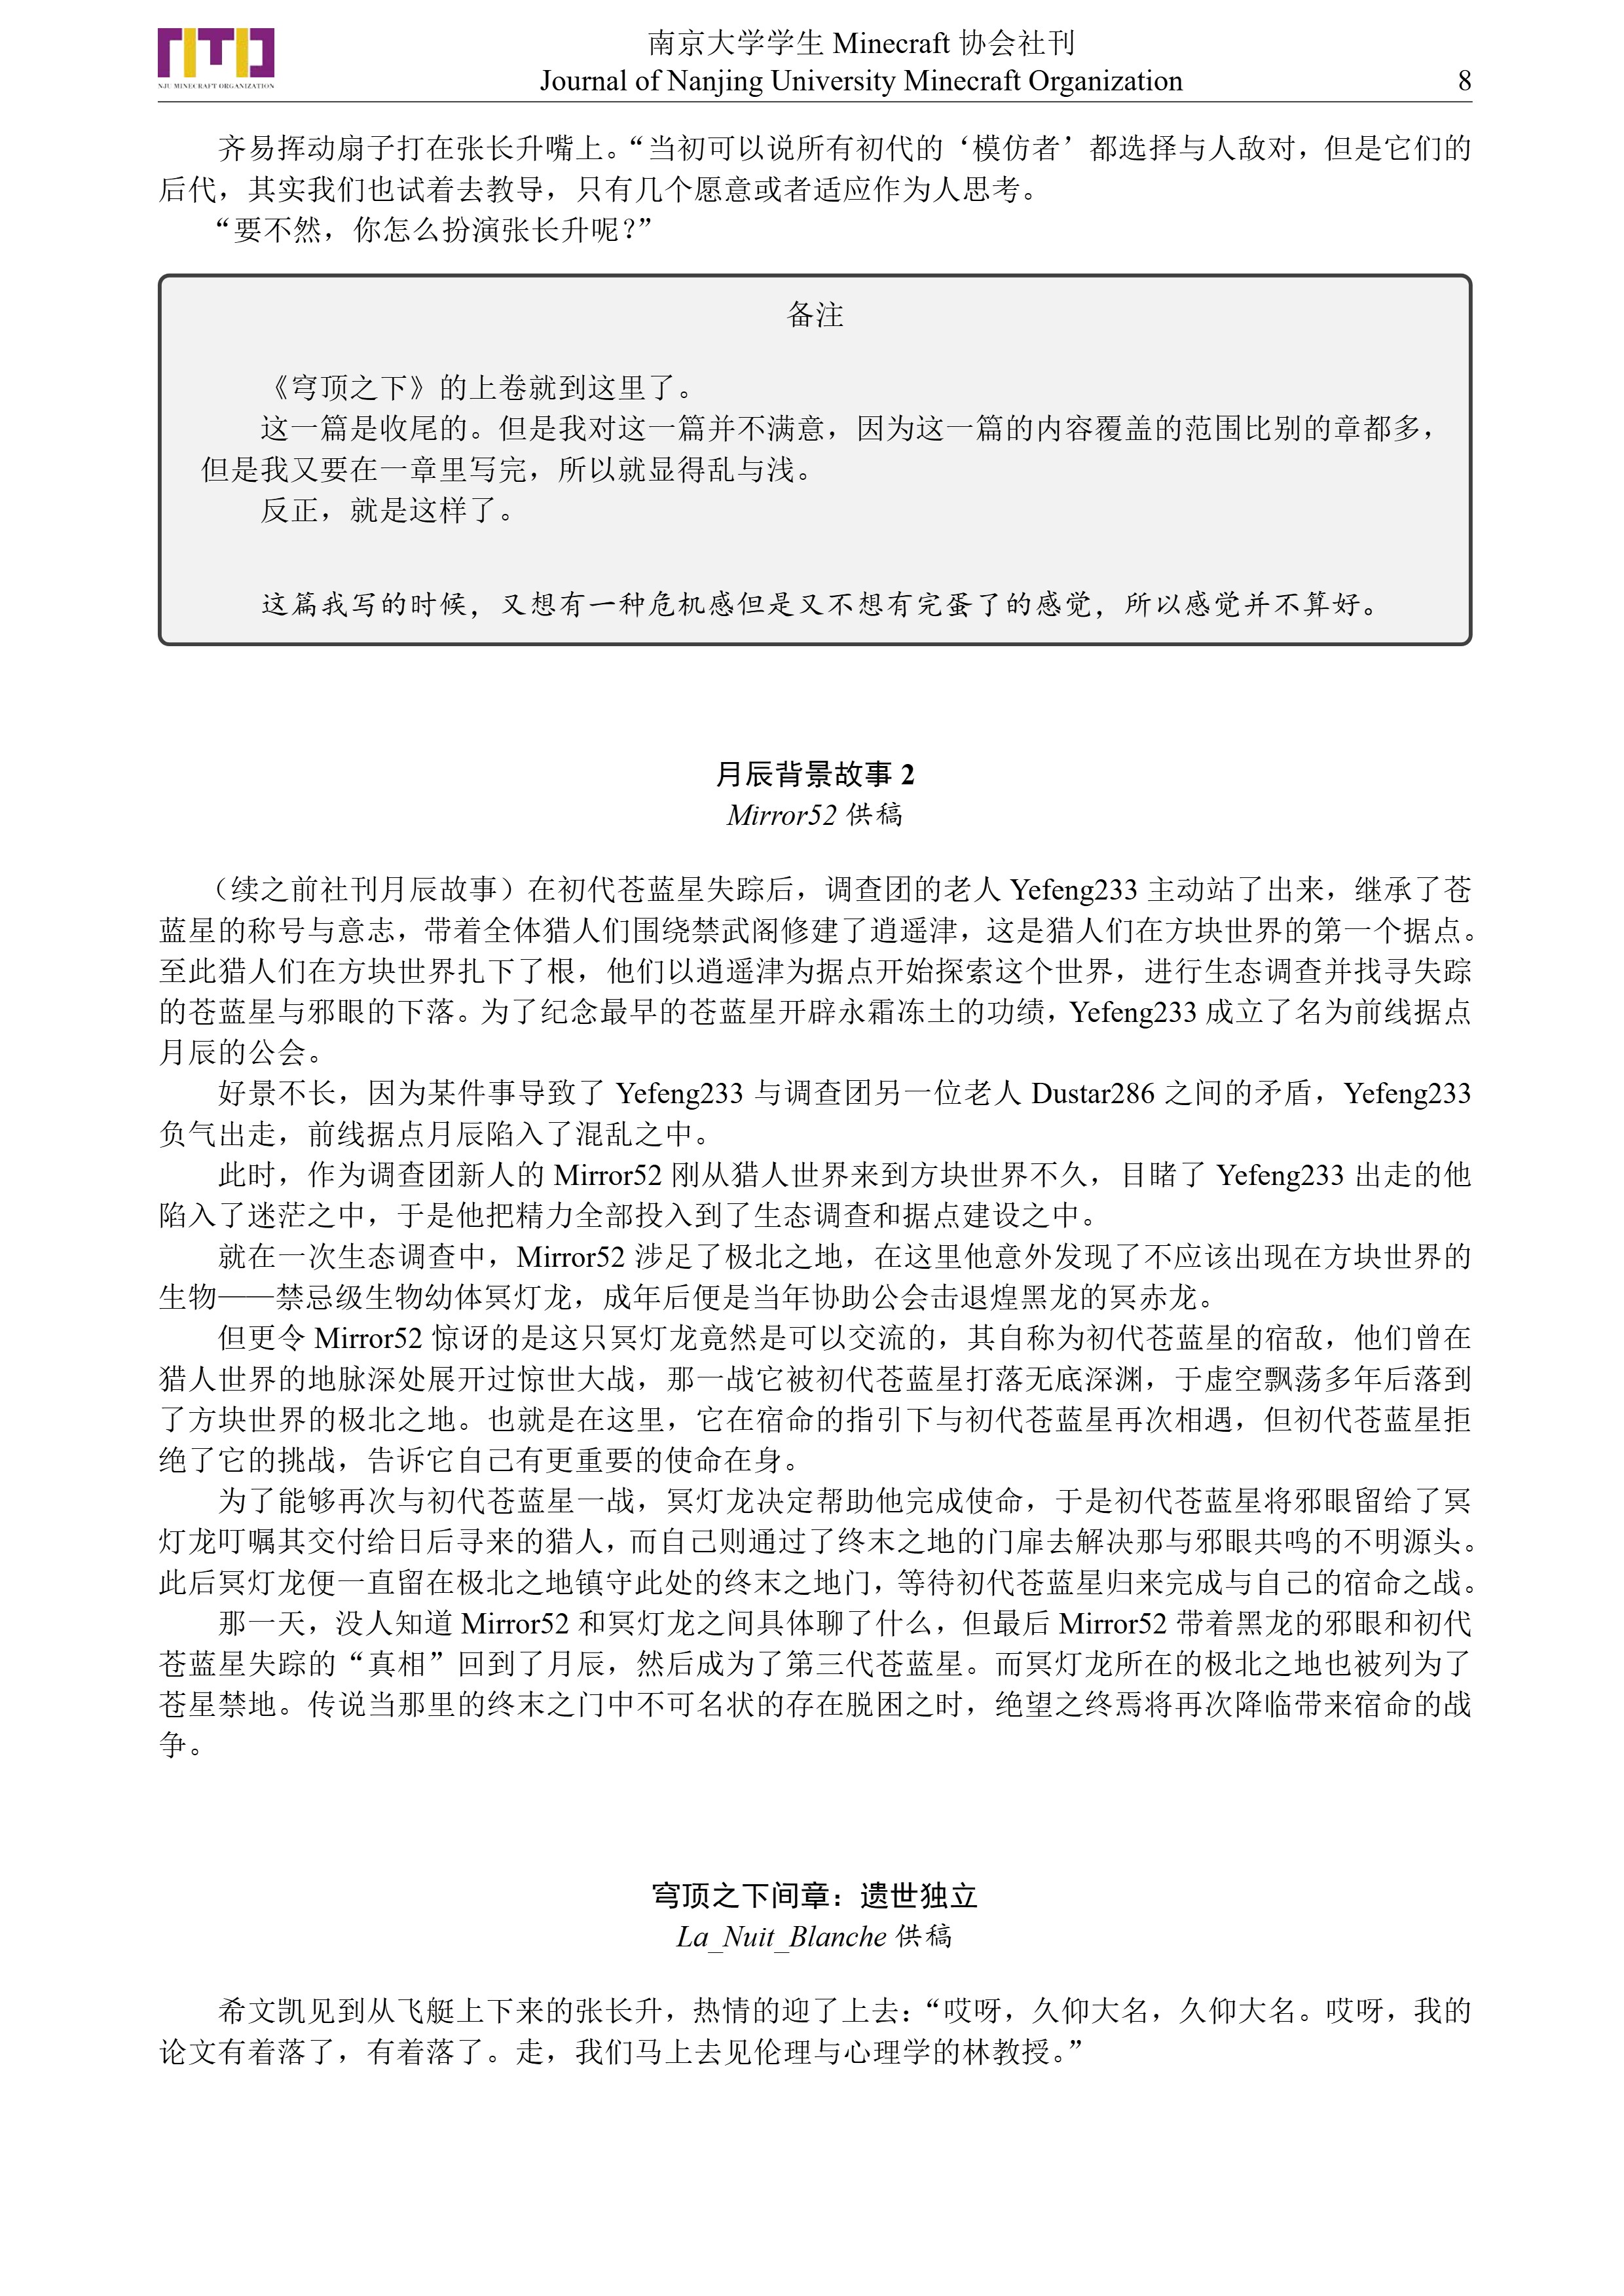 NJU MINECRAFT ORGANIZATION
南京大学学生 Minecraft 协会社刊
Journal of Nanjing University Minecraft Organization
8
齐易挥动扇子打在张长升嘴上。“当初可以说所有初代的‘模仿者’都选择与人敌对，但是它们的
后代，其实我们也试着去教导，只有几个愿意或者适应作为人思考。
“要不然，你怎么扮演张长升呢？”
备注
《穹顶之下》的上卷就到这里了。
这一篇是收尾的。但是我对这一篇并不满意，因为这一篇的内容覆盖的范围比别的章都多，
但是我又要在一章里写完，所以就显得乱与浅。
反正，就是这样了。
这篇我写的时候，又想有一种危机感但是又不想有完蛋了的感觉，所以感觉并不算好。
月辰背景故事 2
Mirror52 供稿
（续之前社刊月辰故事）在初代苍蓝星失踪后，调查团的老人 Yefeng233 主动站了出来，继承了苍
蓝星的称号与意志，带着全体猎人们围绕禁武阁修建了逍遥津，这是猎人们在方块世界的第一个据点。
至此猎人们在方块世界扎下了根，他们以逍遥津为据点开始探索这个世界，进行生态调查并找寻失踪
的苍蓝星与邪眼的下落。为了纪念最早的苍蓝星开辟永霜冻土的功绩，Yefeng233 成立了名为前线据点
月辰的公会。
好景不长，因为某件事导致了 Yefeng233 与调查团另一位老人 Dustar286 之间的矛盾，Yefeng233
负气出走，前线据点月辰陷入了混乱之中。
此时，作为调查团新人的 Mirror52 刚从猎人世界来到方块世界不久，目睹了 Yefeng233 出走的他
陷入了迷茫之中，于是他把精力全部投入到了生态调查和据点建设之中。
就在一次生态调查中，Mirror52 涉足了极北之地，在这里他意外发现了不应该出现在方块世界的
生物——禁忌级生物幼体冥灯龙，成年后便是当年协助公会击退煌黑龙的冥赤龙。
但更令 Mirror52 惊讶的是这只冥灯龙竟然是可以交流的，其自称为初代苍蓝星的宿敌，他们曾在
猎人世界的地脉深处展开过惊世大战，那一战它被初代苍蓝星打落无底深渊，于虚空飘荡多年后落到
了方块世界的极北之地。也就是在这里，它在宿命的指引下与初代苍蓝星再次相遇，但初代苍蓝星拒
绝了它的挑战，告诉它自己有更重要的使命在身。
为了能够再次与初代苍蓝星一战，冥灯龙决定帮助他完成使命，于是初代苍蓝星将邪眼留给了冥
灯龙叮嘱其交付给日后寻来的猎人，而自己则通过了终末之地的门扉去解决那与邪眼共鸣的不明源头。
此后冥灯龙便一直留在极北之地镇守此处的终末之地门，等待初代苍蓝星归来完成与自己的宿命之战。
那一天，没人知道 Mirror52 和冥灯龙之间具体聊了什么，但最后 Mirror52 带着黑龙的邪眼和初代
苍蓝星失踪的“真相”回到了月辰，然后成为了第三代苍蓝星。而冥灯龙所在的极北之地也被列为了
苍星禁地。传说当那里的终末之门中不可名状的存在脱困之时，绝望之终焉将再次降临带来宿命的战
争。
穹顶之下间章：遗世独立
La_Nuit_Blanche 供稿
希文凯见到从飞艇上下来的张长升，热情的迎了上去：“哎呀，久仰大名，久仰大名。哎呀，我的
论文有着落了，有着落了。走，我们马上去见伦理与心理学的林教授。”